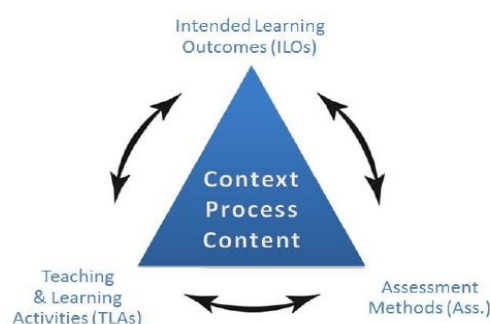 Intended Learning
Outcomes (ILOs)
Context
Process
Content
Teaching
& Learning
Activities (TLAs)
Assessment
Methods (Ass.)